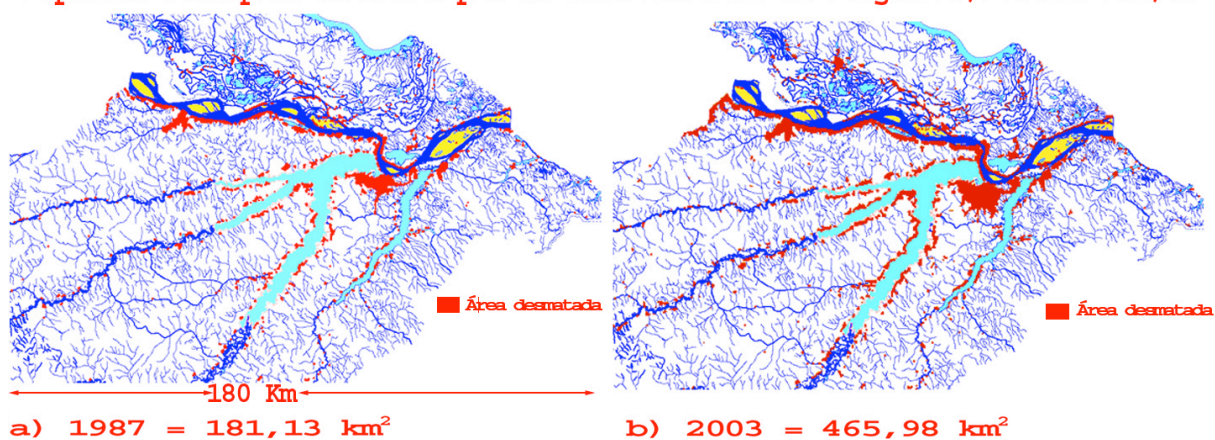 Área desmatada
Área desmatada
180 Km
a) 1987 = 181,13 km²
b) 2003 = 465,98 km²